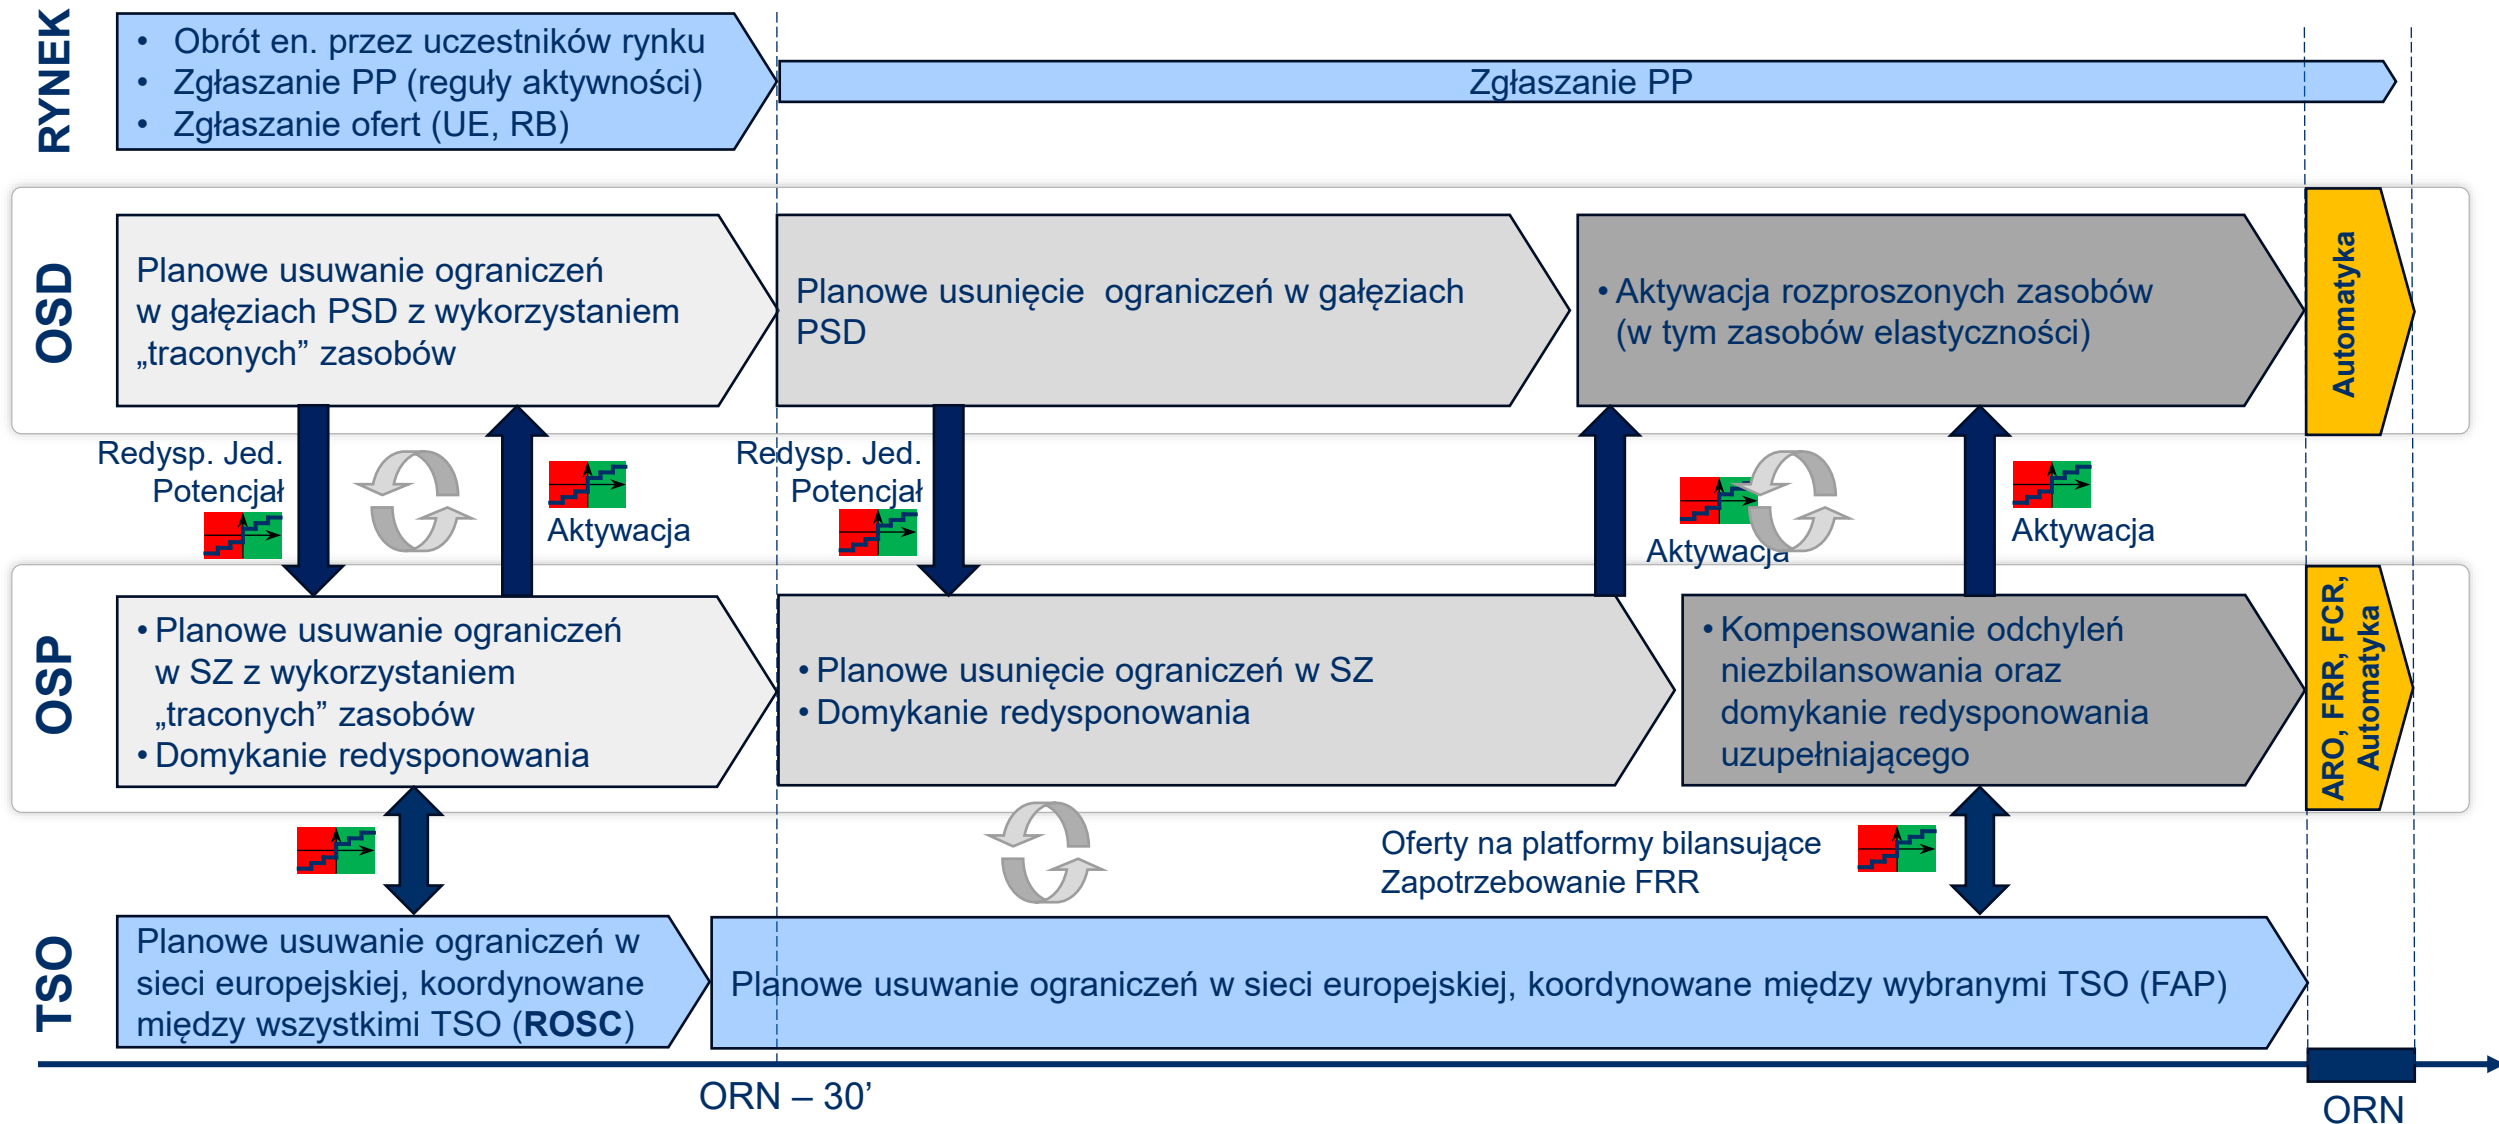 RYNEK
• Obrót en. przez uczestników rynku
• Zgłaszanie PP (reguły aktywności)
• Zgłaszanie ofert (UE, RB)
Zgłaszanie PP
OSD
Planowe usuwanie ograniczeń
w gałęziach PSD z wykorzystaniem
„traconych” zasobów
Planowe usunięcie  ograniczeń w gałęziach
PSD
• Aktywacja rozproszonych zasobów
(w tym zasobów elastyczności)
Automatyka
Redysp. Jed.
Potencjał
Aktywacja
Redysp. Jed.
Potencjał
Aktywacja
Aktywacja
OSP
• Planowe usuwanie ograniczeń
w SZ z wykorzystaniem
„traconych” zasobów
• Domykanie redysponowania
• Planowe usunięcie ograniczeń w SZ
• Domykanie redysponowania
• Kompensowanie odchyleń
niezbilansowania oraz
domykanie redysponowania
uzupełniającego
ARO, FRR, FCR,
Automatyka
Oferty na platformy bilansujące
Zapotrzebowanie FRR
TSO
Planowe usuwanie ograniczeń w
sieci europejskiej, koordynowane
między wszystkimi TSO (ROSC)
Planowe usuwanie ograniczeń w sieci europejskiej, koordynowane między wybranymi TSO (FAP)
ORN – 30’
ORN